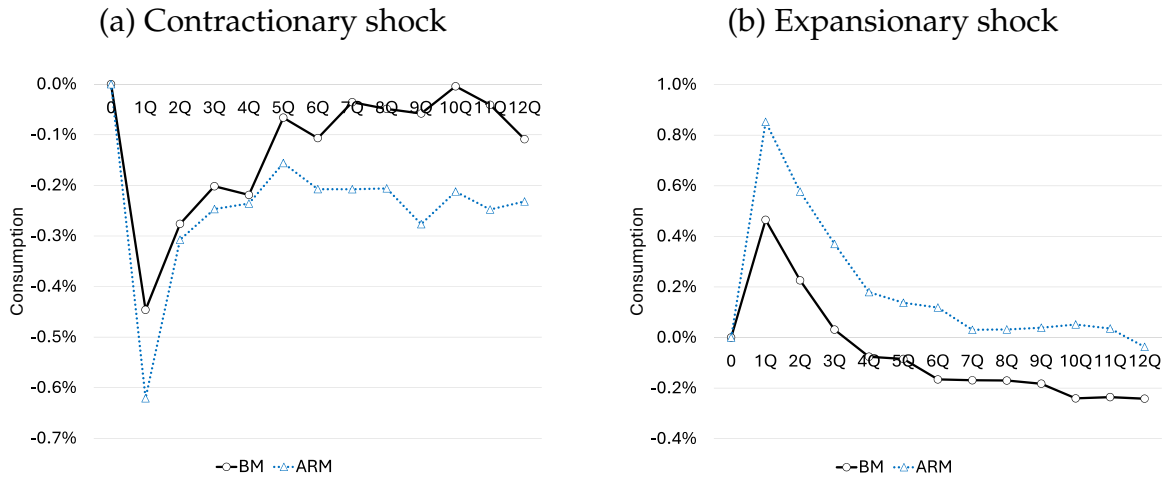 (a) Contractionary shock
0.0%
-0.1%
-0.2%
-0.3%
-0.4%
-0.5%
-0.6%
-0.7%
Consumption
0 1Q 2Q 3Q 4Q 5Q 6Q 7Q 8Q 9Q 10Q 11Q 12Q
BM ARM
(b) Expansionary shock
1.0%
0.8%
0.6%
0.4%
0.2%
0.0%
-0.2%
-0.4%
Consumption
0 1Q 2Q 3Q 4Q 5Q 6Q 7Q 8Q 9Q 10Q 11Q 12Q
BM ARM